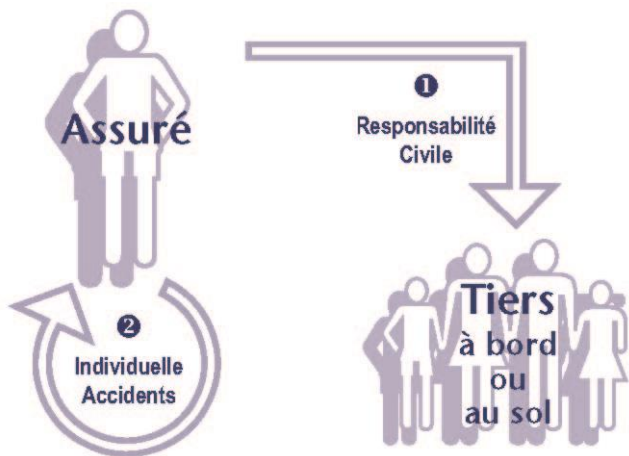 Assuré
❶
Responsabilité
Civile
❷
Individuelle
Accidents
Tiers
à bord
ou
au sol